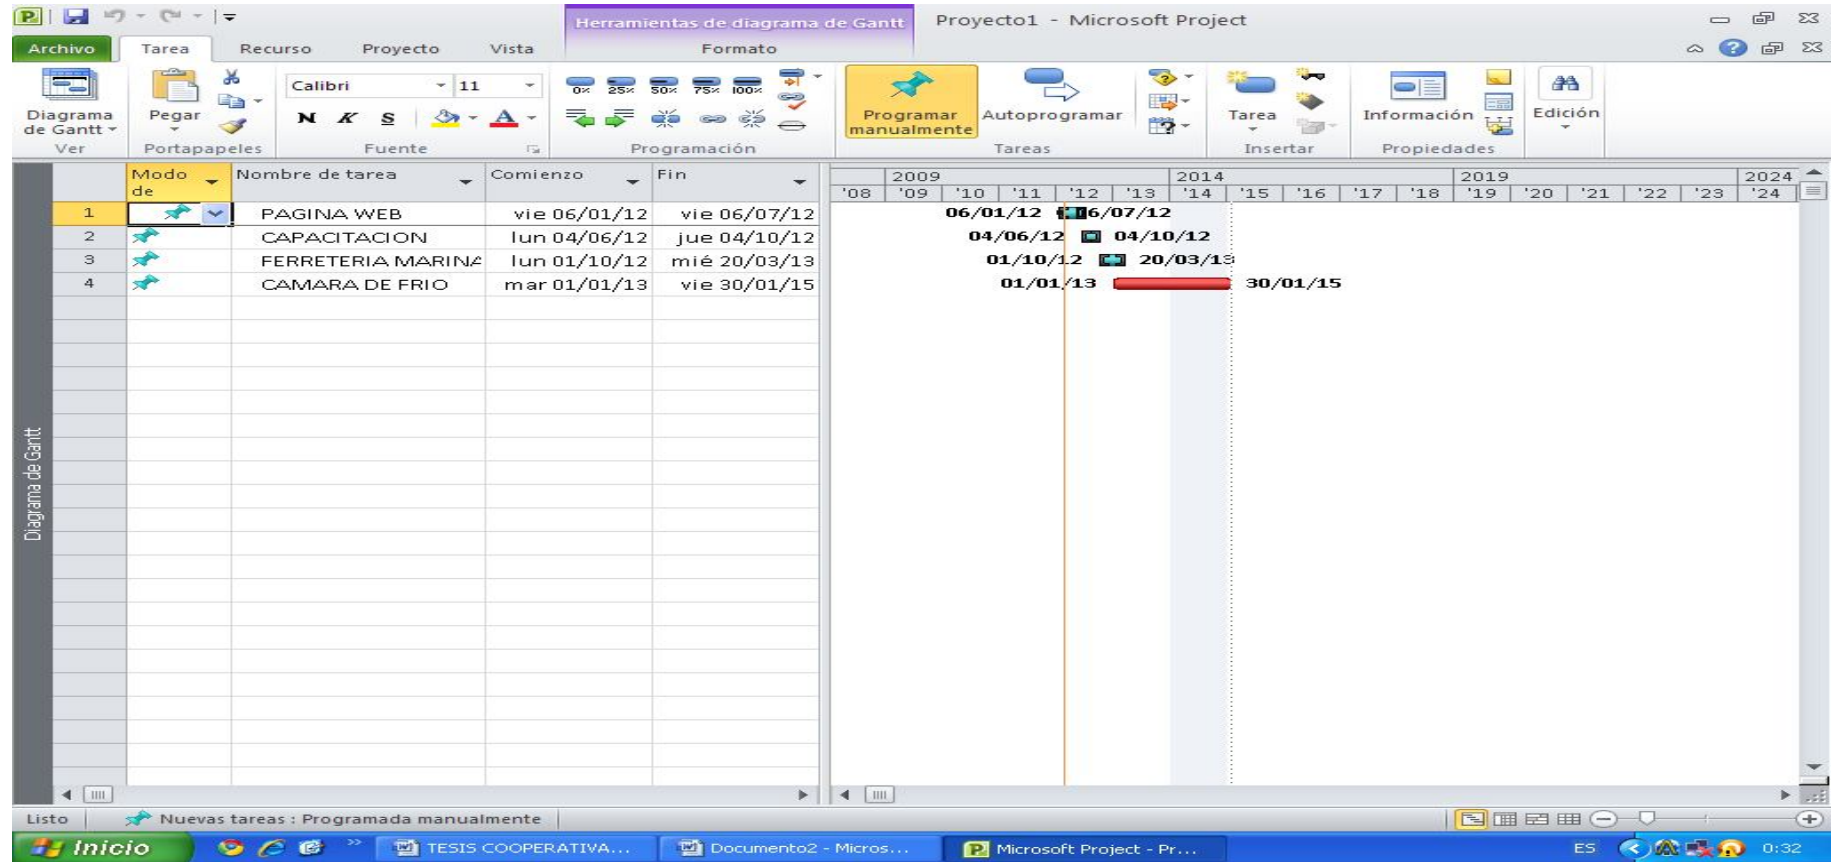 Herramientas de diagrama de Gantt Proyecto1 - Microsoft Project
Archivo Tarea Recurso Proyecto Vista Formato
Calibri 11
0% 25% 50% 75% 100%
Diagrama de Gantt
Pegar
N K S A
Programar manualmente
Autoprogramar
Tarea
Información
Edición
Ver Portapapeles Fuente Programación Tareas Insertar Propiedades
Modo de Nombre de tarea Comienzo Fin
2009 2014 2019 2024
'08 '09 '10 '11 '12 '13 '14 '15 '16 '17 '18 '19 '20 '21 '22 '23 '24
1 PAGINA WEB vie 06/01/12 vie 06/07/12 06/01/12 6/07/12
2 CAPACITACION lun 04/06/12 jue 04/10/12 04/06/12 04/10/12
3 FERRETERIA MARINA lun 01/10/12 mié 20/03/13 01/10/12 20/03/13
4 CAMARA DE FRIO mar 01/01/13 vie 30/01/15 01/01/13 30/01/15
Diagrama de Gantt
Listo Nuevas tareas : Programada manualmente
Inicio » TESIS COOPERATIVA... Documento2 - Micros... Microsoft Project - Pr... ES 0:32